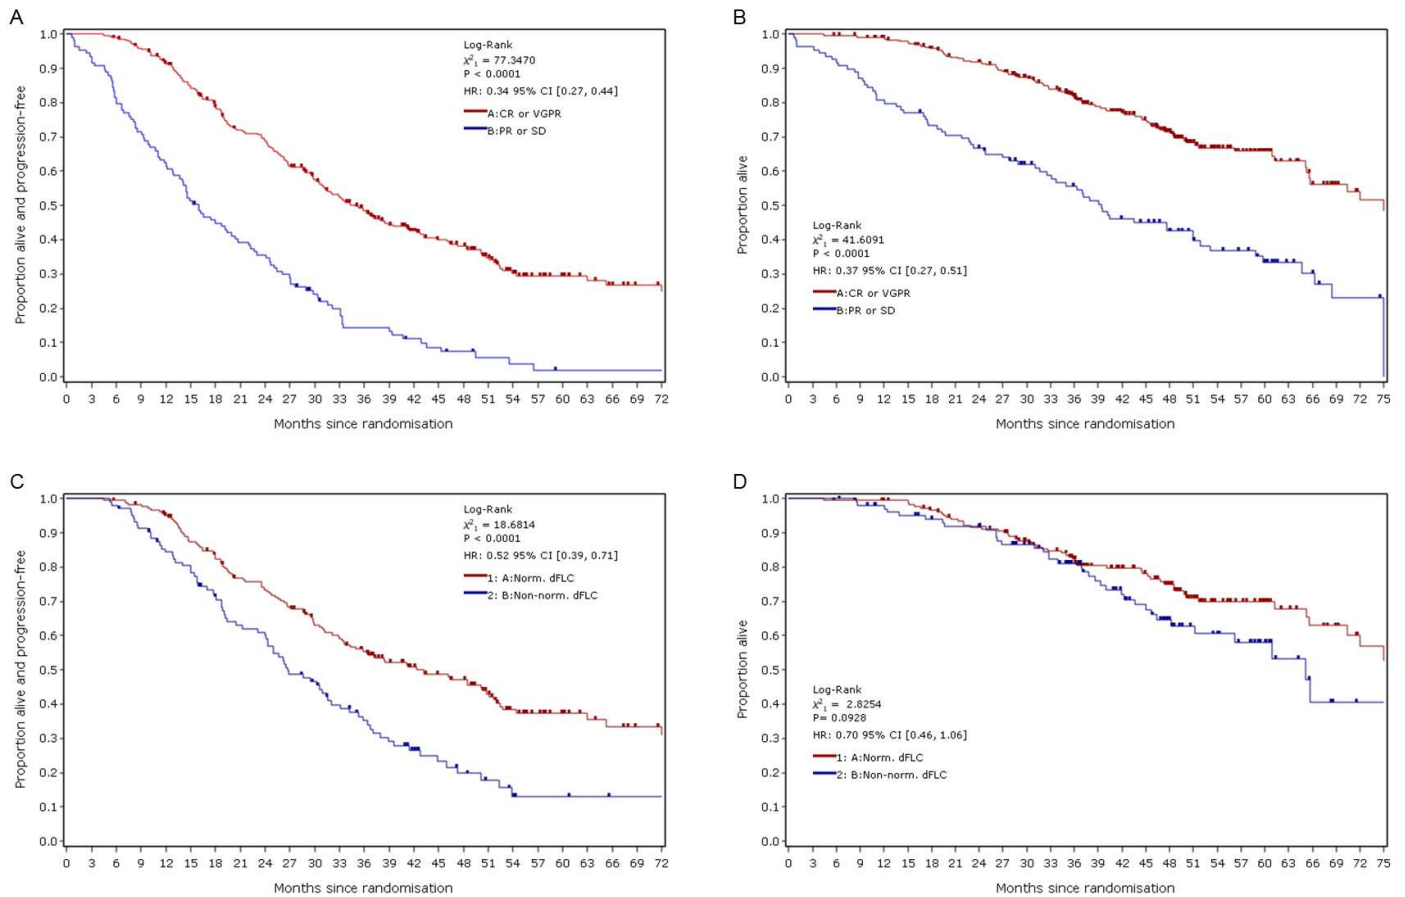 A
Proportion alive and progression-free
1.0
0.9
0.8
0.7
0.6
0.5
0.4
0.3
0.2
0.1
0.0
Log-Rank
χ²₁ = 77.3470
P < 0.0001
HR: 0.34 95% CI [0.27, 0.44]
A:CR or VGPR
B:PR or SD
0 3 6 9 12 15 18 21 24 27 30 33 36 39 42 45 48 51 54 57 60 63 66 69 72
Months since randomisation
B
Proportion alive
1.0
0.9
0.8
0.7
0.6
0.5
0.4
0.3
0.2
0.1
0.0
Log-Rank
χ²₁ = 41.6091
P < 0.0001
HR: 0.37 95% CI [0.27, 0.51]
A:CR or VGPR
B:PR or SD
0 3 6 9 12 15 18 21 24 27 30 33 36 39 42 45 48 51 54 57 60 63 66 69 72 75
Months since randomisation
C
Proportion alive and progression-free
1.0
0.9
0.8
0.7
0.6
0.5
0.4
0.3
0.2
0.1
0.0
Log-Rank
χ²₁ = 18.6814
P < 0.0001
HR: 0.52 95% CI [0.39, 0.71]
1: A:Norm. dFLC
2: B:Non-norm. dFLC
0 3 6 9 12 15 18 21 24 27 30 33 36 39 42 45 48 51 54 57 60 63 66 69 72
Months since randomisation
D
Proportion alive
1.0
0.9
0.8
0.7
0.6
0.5
0.4
0.3
0.2
0.1
0.0
Log-Rank
χ²₁ = 2.8254
P= 0.0928
HR: 0.70 95% CI [0.46, 1.06]
1: A:Norm. dFLC
2: B:Non-norm. dFLC
0 3 6 9 12 15 18 21 24 27 30 33 36 39 42 45 48 51 54 57 60 63 66 69 72 75
Months since randomisation